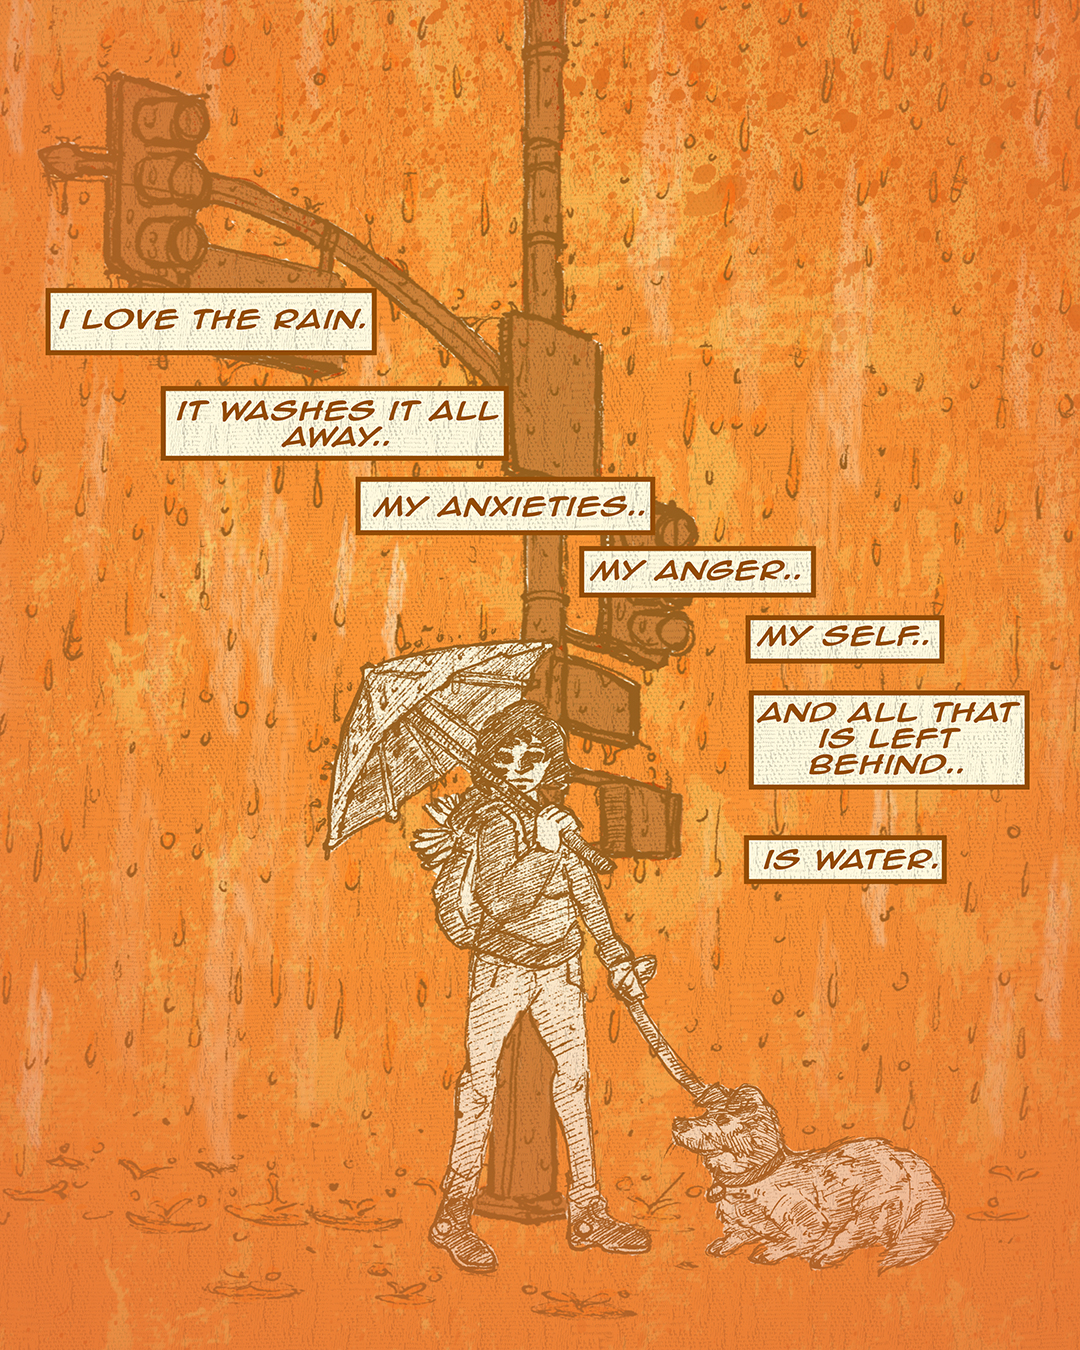 I LOVE THE RAIN.
IT WASHES IT ALL
AWAY..
MY ANXIETIES..
MY ANGER..
MY SELF..
AND ALL THAT
IS LEFT
BEHIND..
IS WATER.